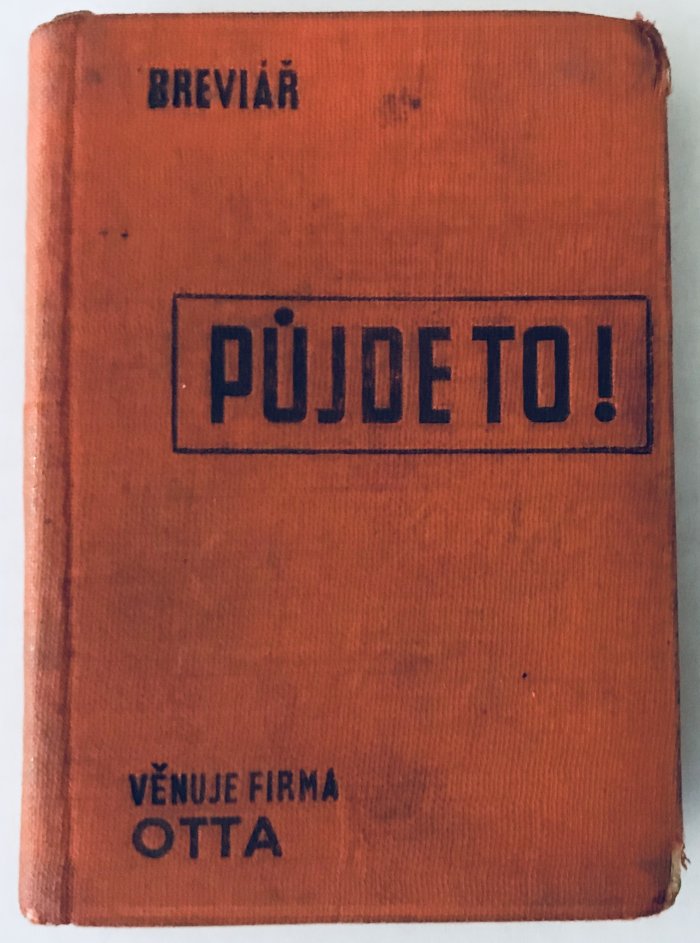 BREVIÁŘ
PŮJDE TO!
VĚNUJE FIRMA
OTTA